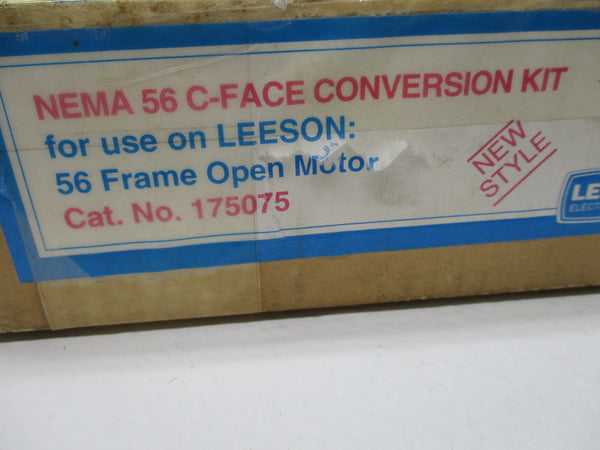 NEMA 56 C-FACE CONVERSION KIT
for use on LEESON:
56 Frame Open Motor
Cat. No. 175075
NEW
STYLE